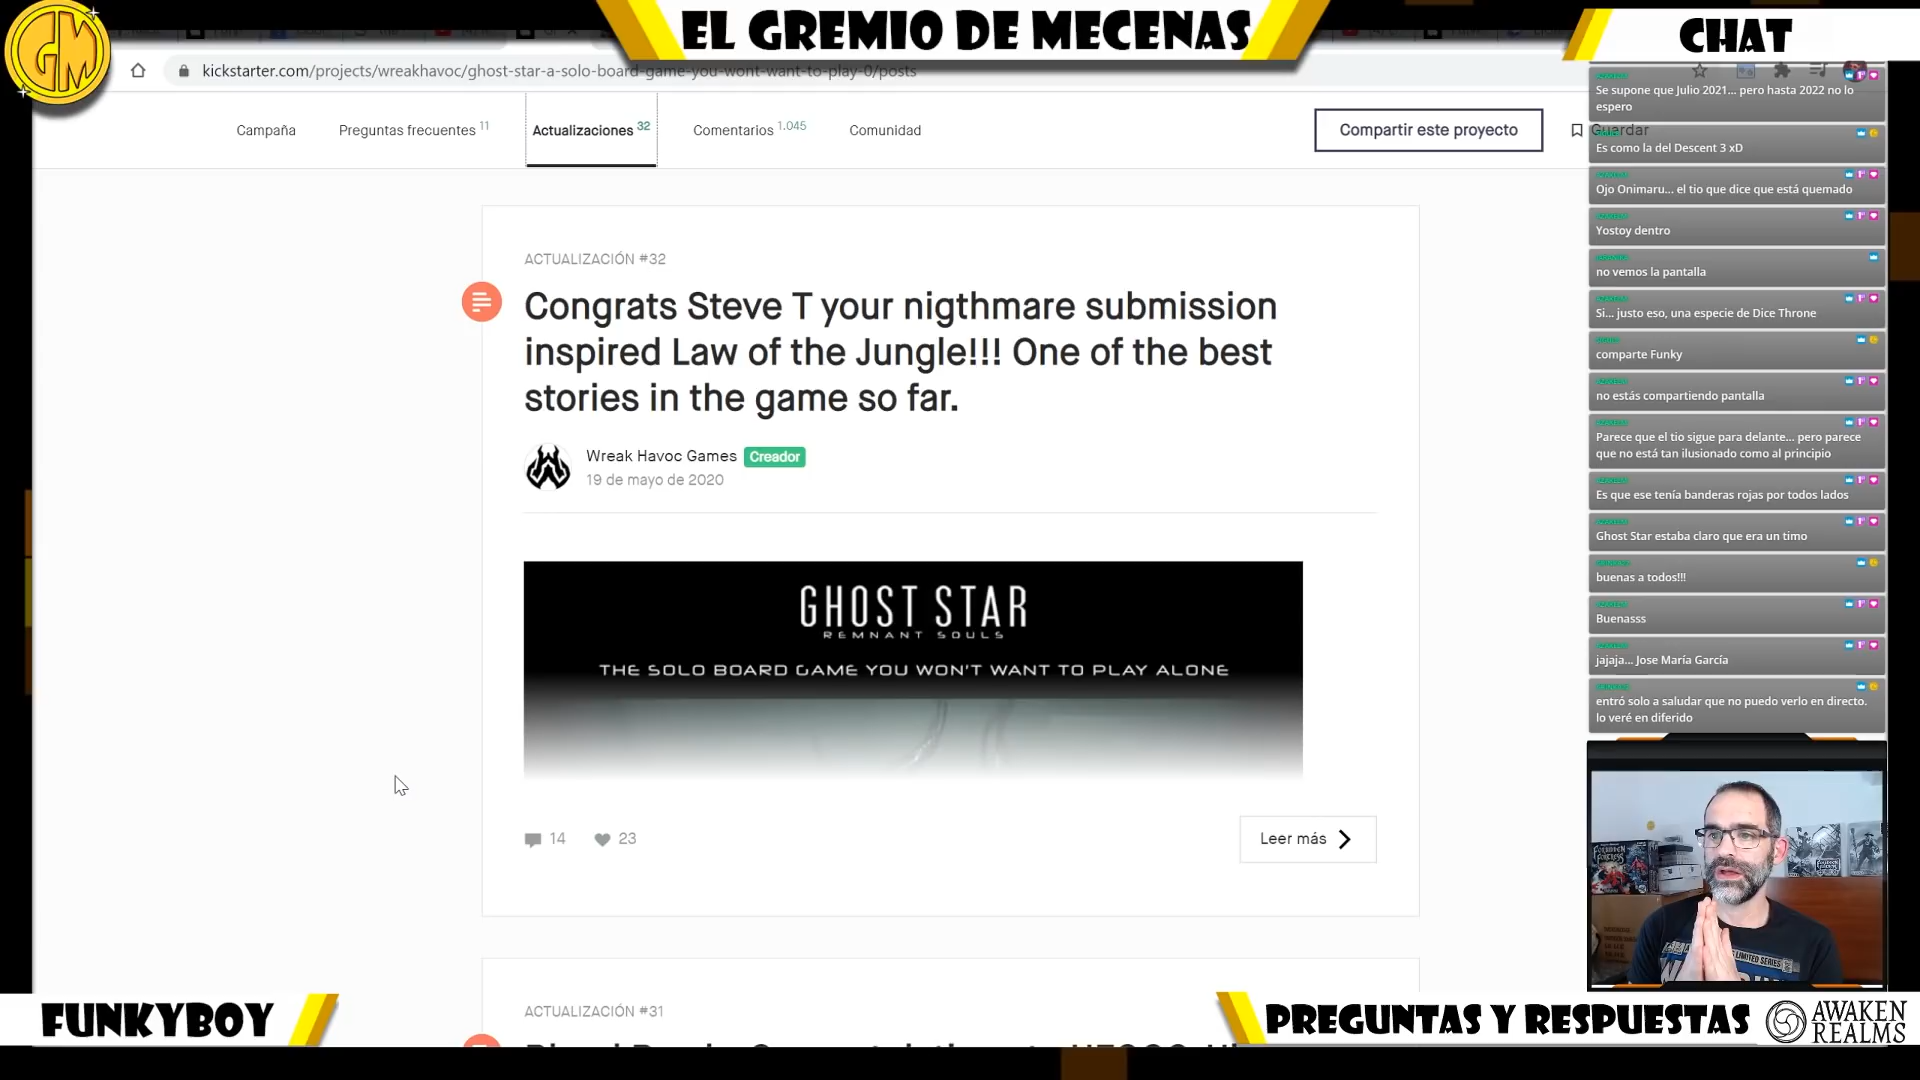 GM
EL GREMIO DE MECENAS
CHAT
kickstarter.com/projects/wreakhavoc/ghost-star-a-solo-board-game-you-wont-want-to-play-0/posts
Campaña
Preguntas frecuentes 11
Actualizaciones 32
Comentarios 1.045
Comunidad
Compartir este proyecto
Guardar
ACTUALIZACIÓN #32
Congrats Steve T your nigthmare submission
inspired Law of the Jungle!!! One of the best
stories in the game so far.
Wreak Havoc Games Creador
19 de mayo de 2020
GHOST STAR
REMNANT SOULS
THE SOLO BOARD GAME YOU WON'T WANT TO PLAY ALONE
14
23
Leer más
ACTUALIZACIÓN #31
Se supone que Julio 2021... pero hasta 2022 no lo
espero
Es como la del Descent 3 xD
Ojo Onimaru... el tio que dice que está quemado
Yostoy dentro
no vemos la pantalla
Si... justo eso, una especie de Dice Throne
comparte Funky
no estás compartiendo pantalla
Parece que el tio sigue para delante... pero parece
que no está tan ilusionado como al principio
Es que ese tenía banderas rojas por todos lados
Ghost Star estaba claro que era un timo
buenas a todos!!!
Buenasss
jajaja... Jose María García
entró solo a saludar que no puedo verlo en directo.
lo veré en diferido
FORBIDDEN
FORTRESS
LIMITED SERIES
FUNKYBOY
PREGUNTAS Y RESPUESTAS
AWAKEN
REALMS